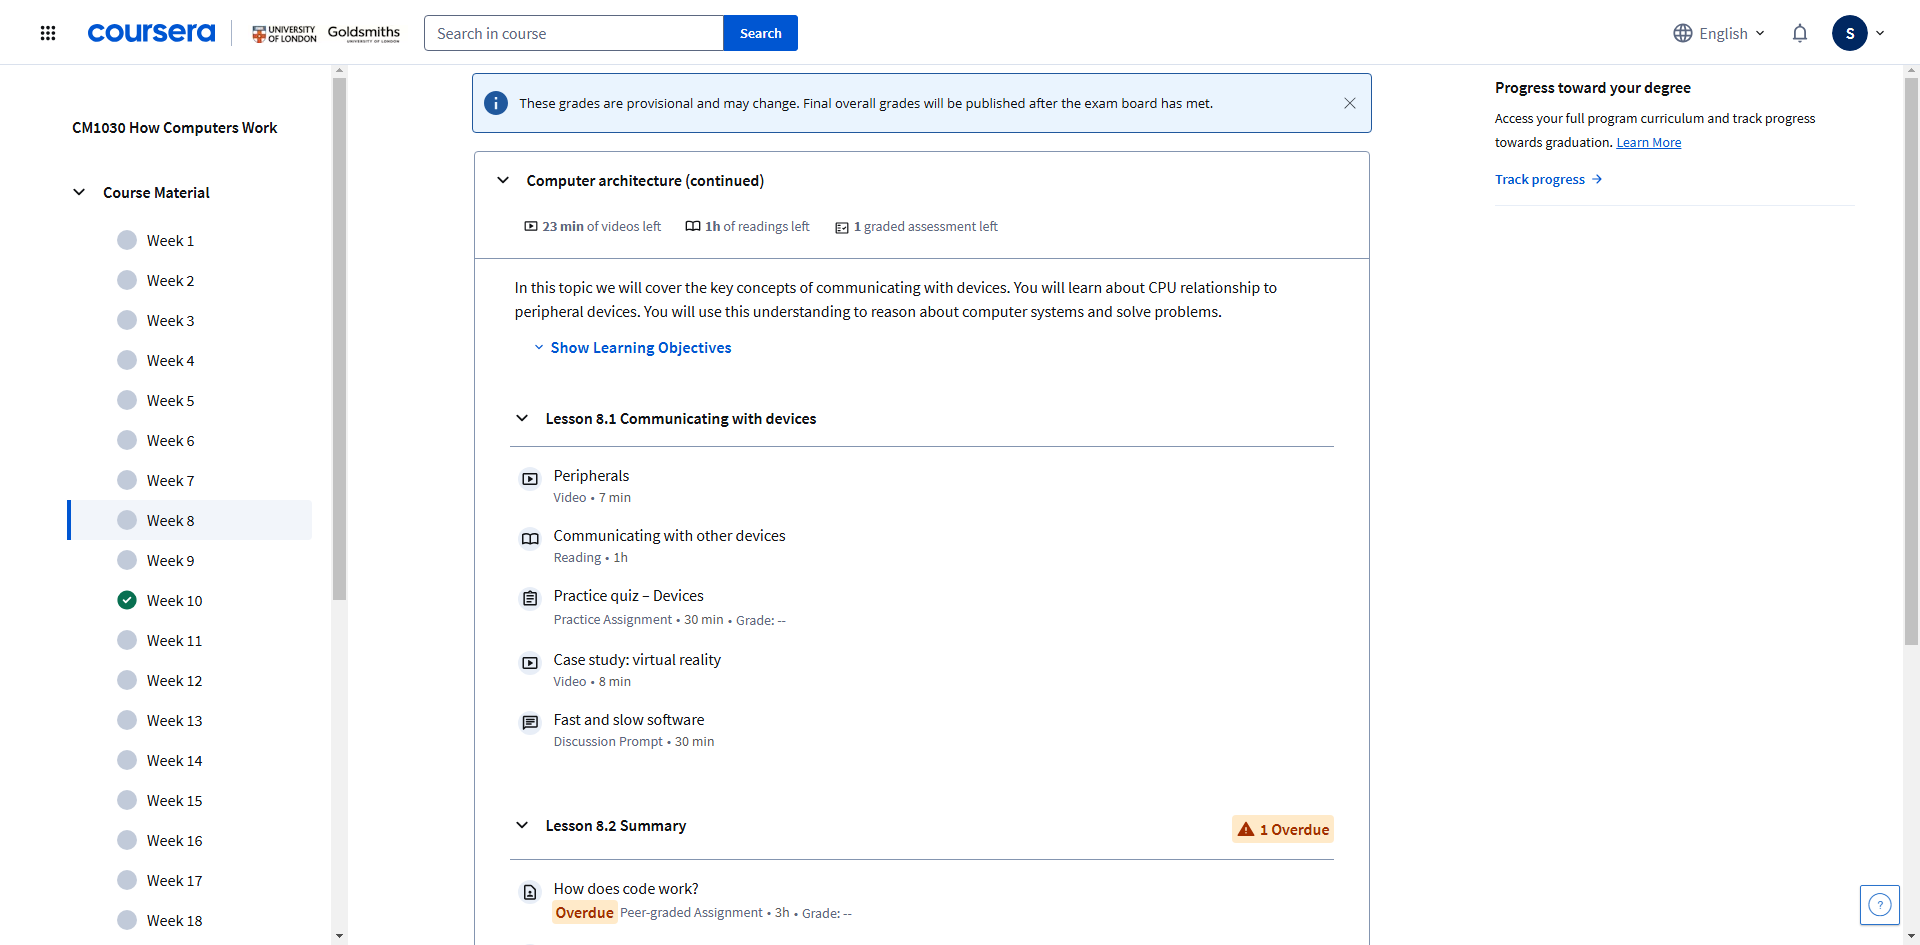 coursera
UNIVERSITY OF LONDON
Goldsmiths
UNIVERSITY OF LONDON
Search in course
Search
English
S
CM1030 How Computers Work
Course Material
Week 1
Week 2
Week 3
Week 4
Week 5
Week 6
Week 7
Week 8
Week 9
Week 10
Week 11
Week 12
Week 13
Week 14
Week 15
Week 16
Week 17
Week 18
These grades are provisional and may change. Final overall grades will be published after the exam board has met.
Computer architecture (continued)
23 min of videos left
1h of readings left
1 graded assessment left
In this topic we will cover the key concepts of communicating with devices. You will learn about CPU relationship to
peripheral devices. You will use this understanding to reason about computer systems and solve problems.
Show Learning Objectives
Lesson 8.1 Communicating with devices
Peripherals
Video • 7 min
Communicating with other devices
Reading • 1h
Practice quiz – Devices
Practice Assignment • 30 min • Grade: --
Case study: virtual reality
Video • 8 min
Fast and slow software
Discussion Prompt • 30 min
Lesson 8.2 Summary
1 Overdue
How does code work?
Overdue Peer-graded Assignment • 3h • Grade: --
Progress toward your degree
Access your full program curriculum and track progress
towards graduation. Learn More
Track progress →
?